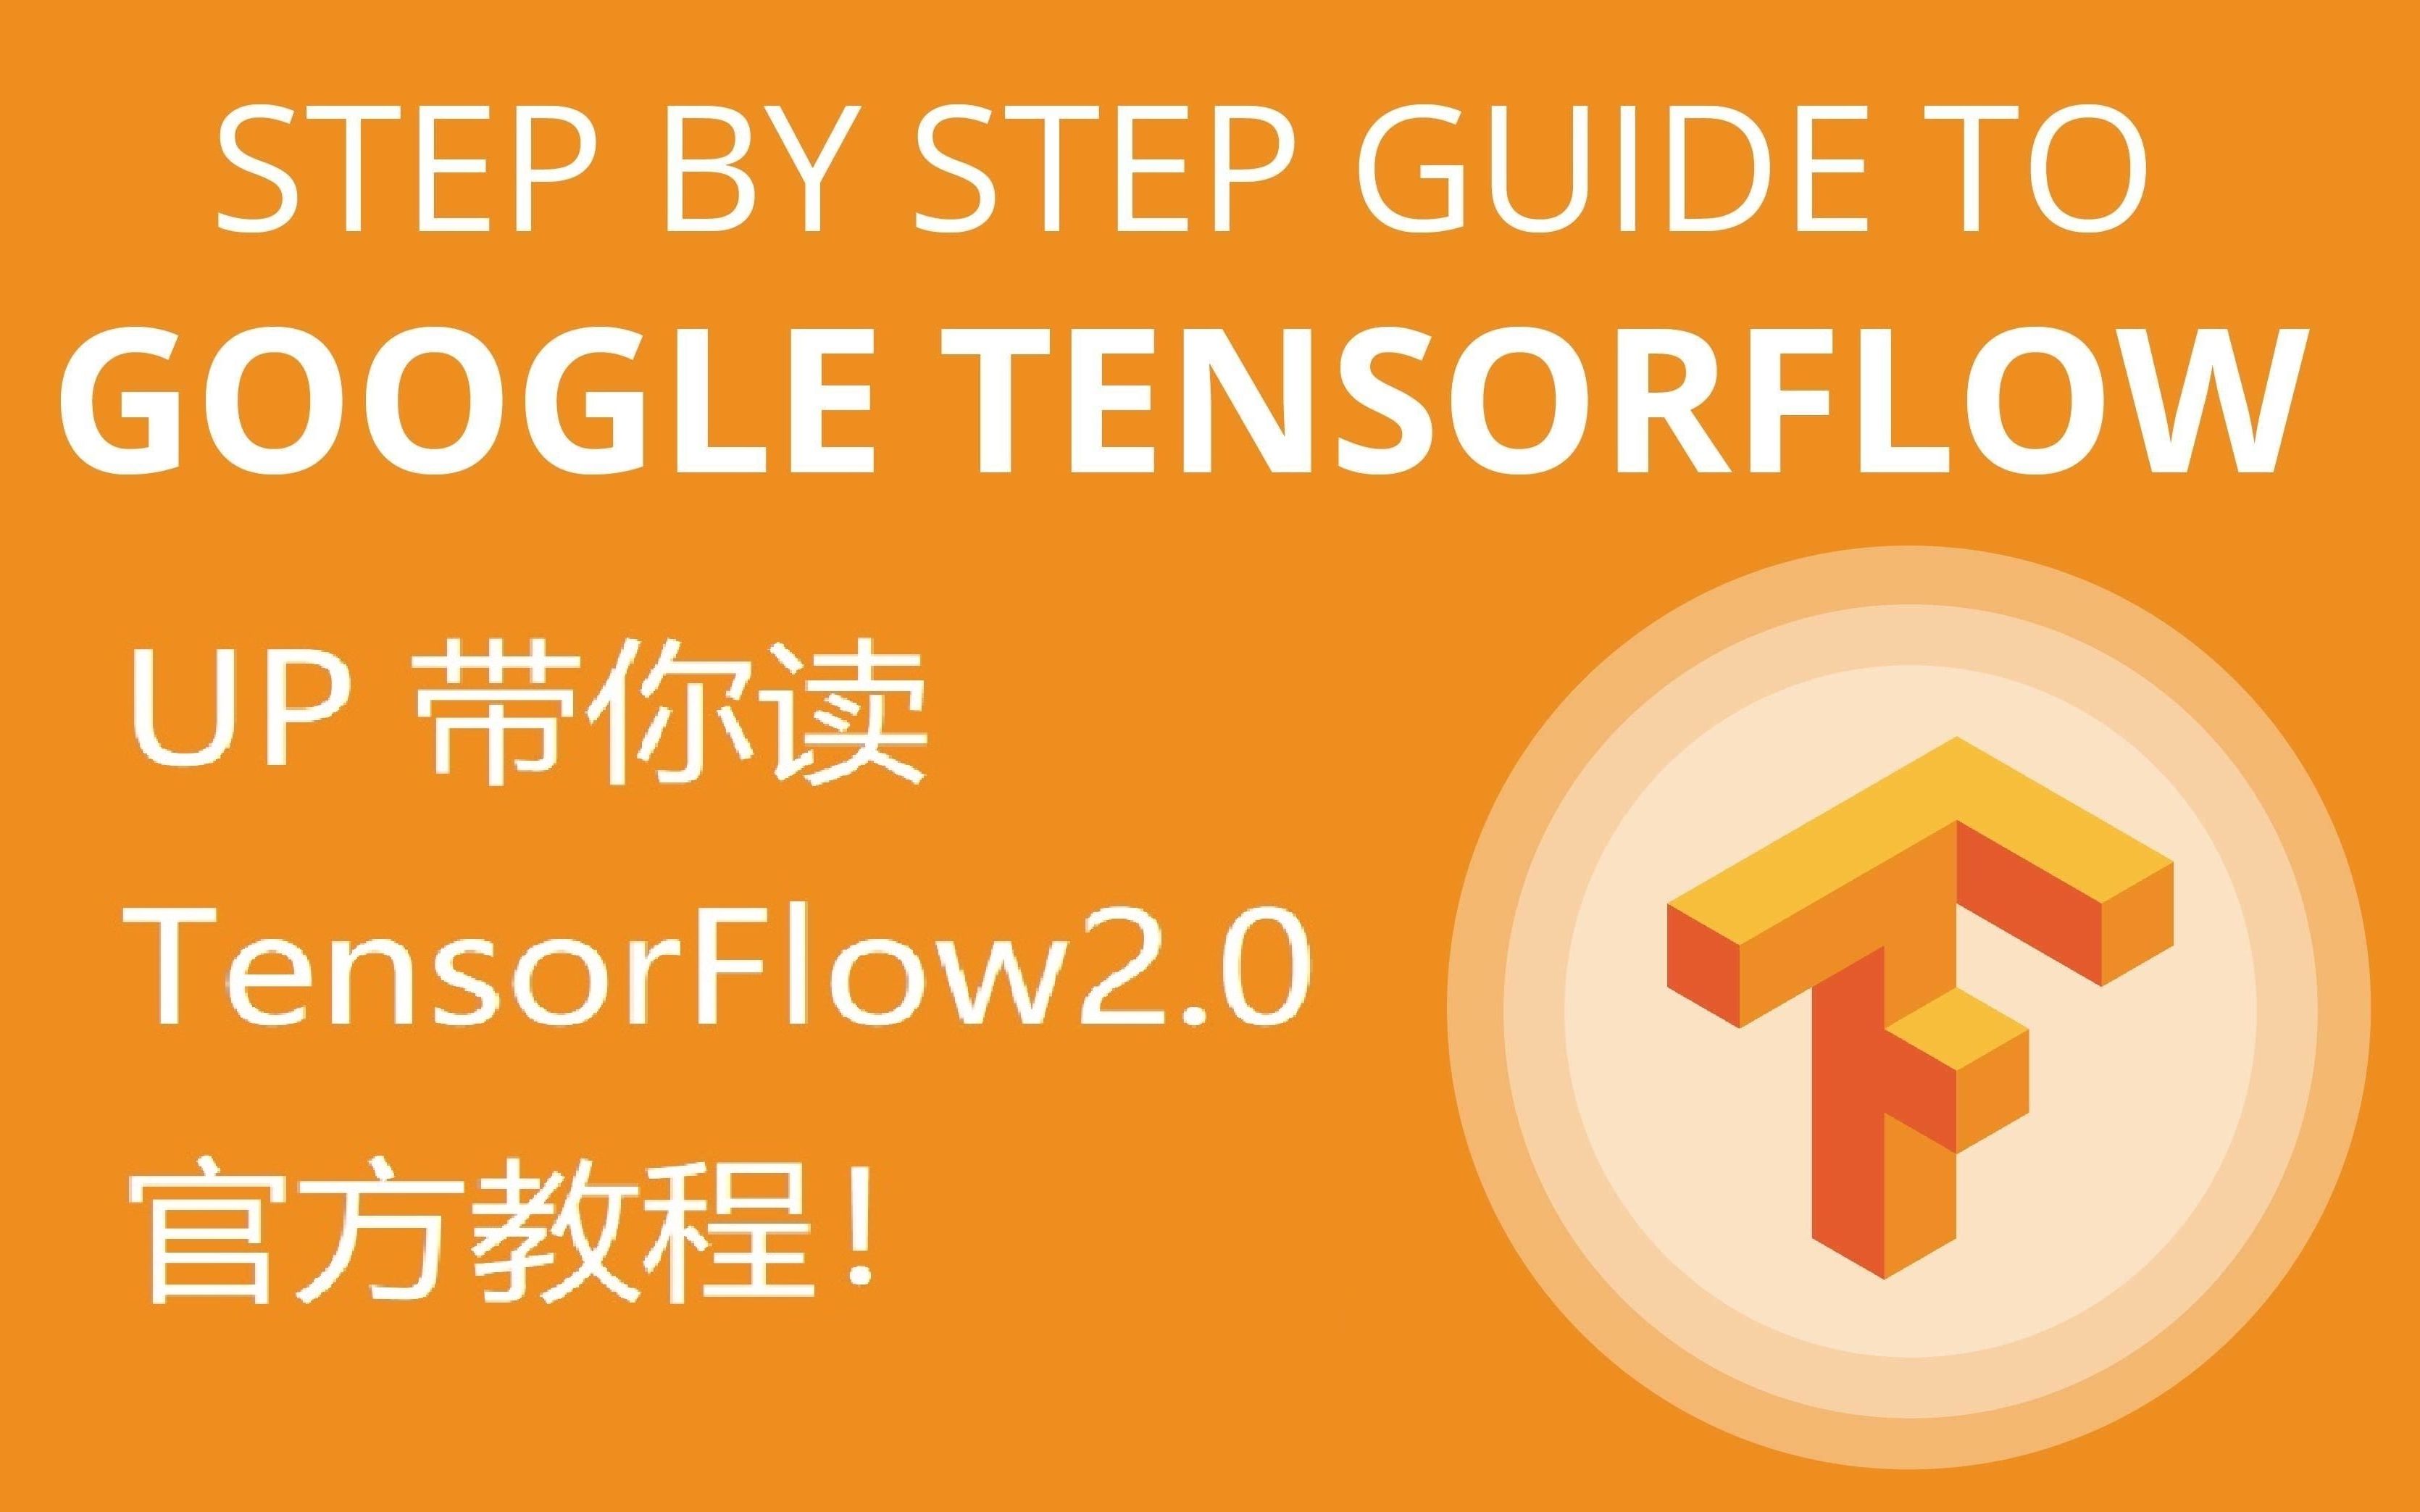 STEP BY STEP GUIDE TO
GOOGLE TENSORFLOW
UP 带你读
TensorFlow2.0
官方教程！